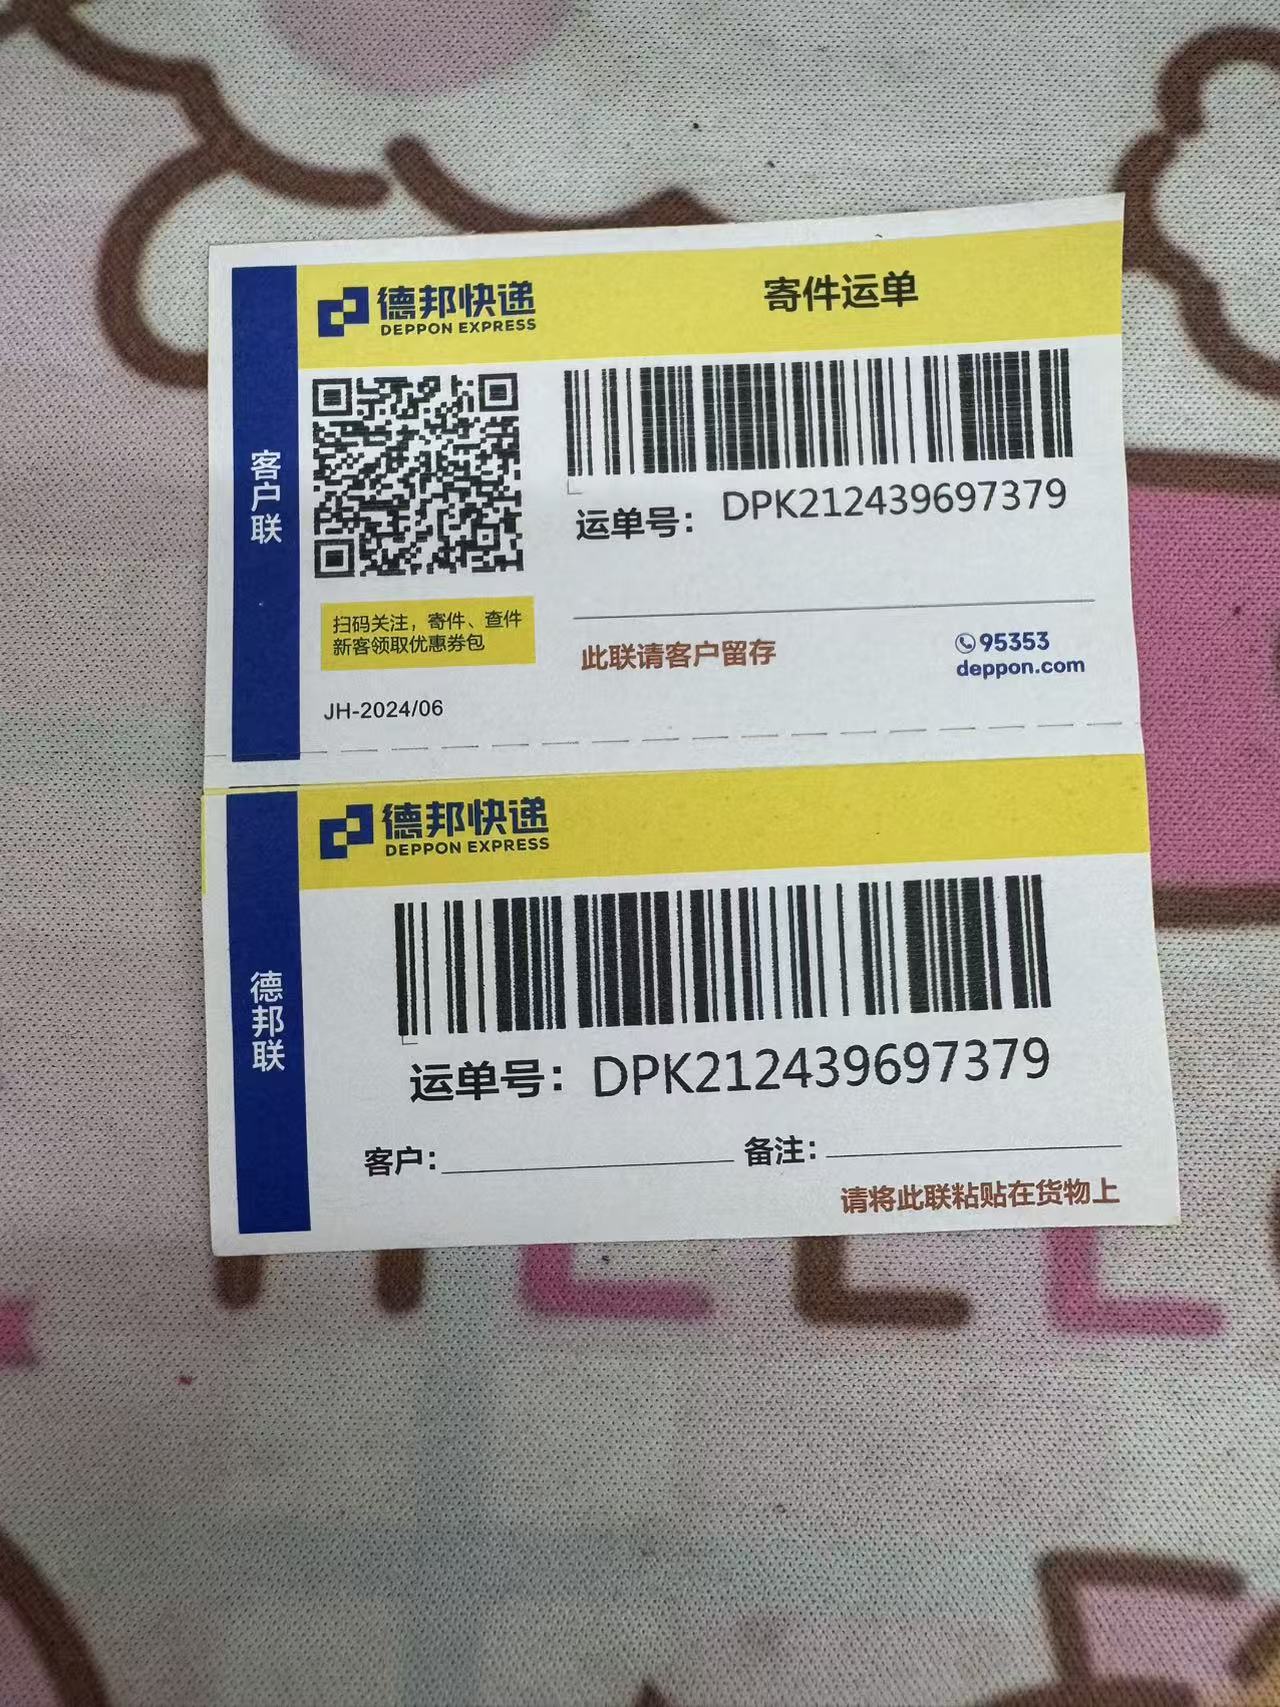 德邦快递
DEPPON EXPRESS
寄件运单
客户联
运单号：DPK212439697379
扫码关注，寄件、查件
新客领取优惠券包
此联请客户留存
95353
deppon.com
JH-2024/06
德邦快递
DEPPON EXPRESS
德邦联
运单号：DPK212439697379
客户：
备注：
请将此联粘贴在货物上